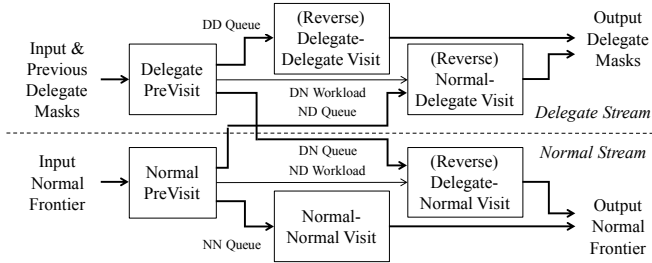 Input &
Previous
Delegate
Masks
Delegate
PreVisit
DD Queue
(Reverse)
Delegate-
Delegate Visit
DN Workload
ND Queue
(Reverse)
Normal-
Delegate Visit
Output
Delegate
Masks
Delegate Stream
Normal Stream
Input
Normal
Frontier
Normal
PreVisit
DN Queue
ND Workload
(Reverse)
Delegate-
Normal Visit
NN Queue
Normal-
Normal Visit
Output
Normal
Frontier